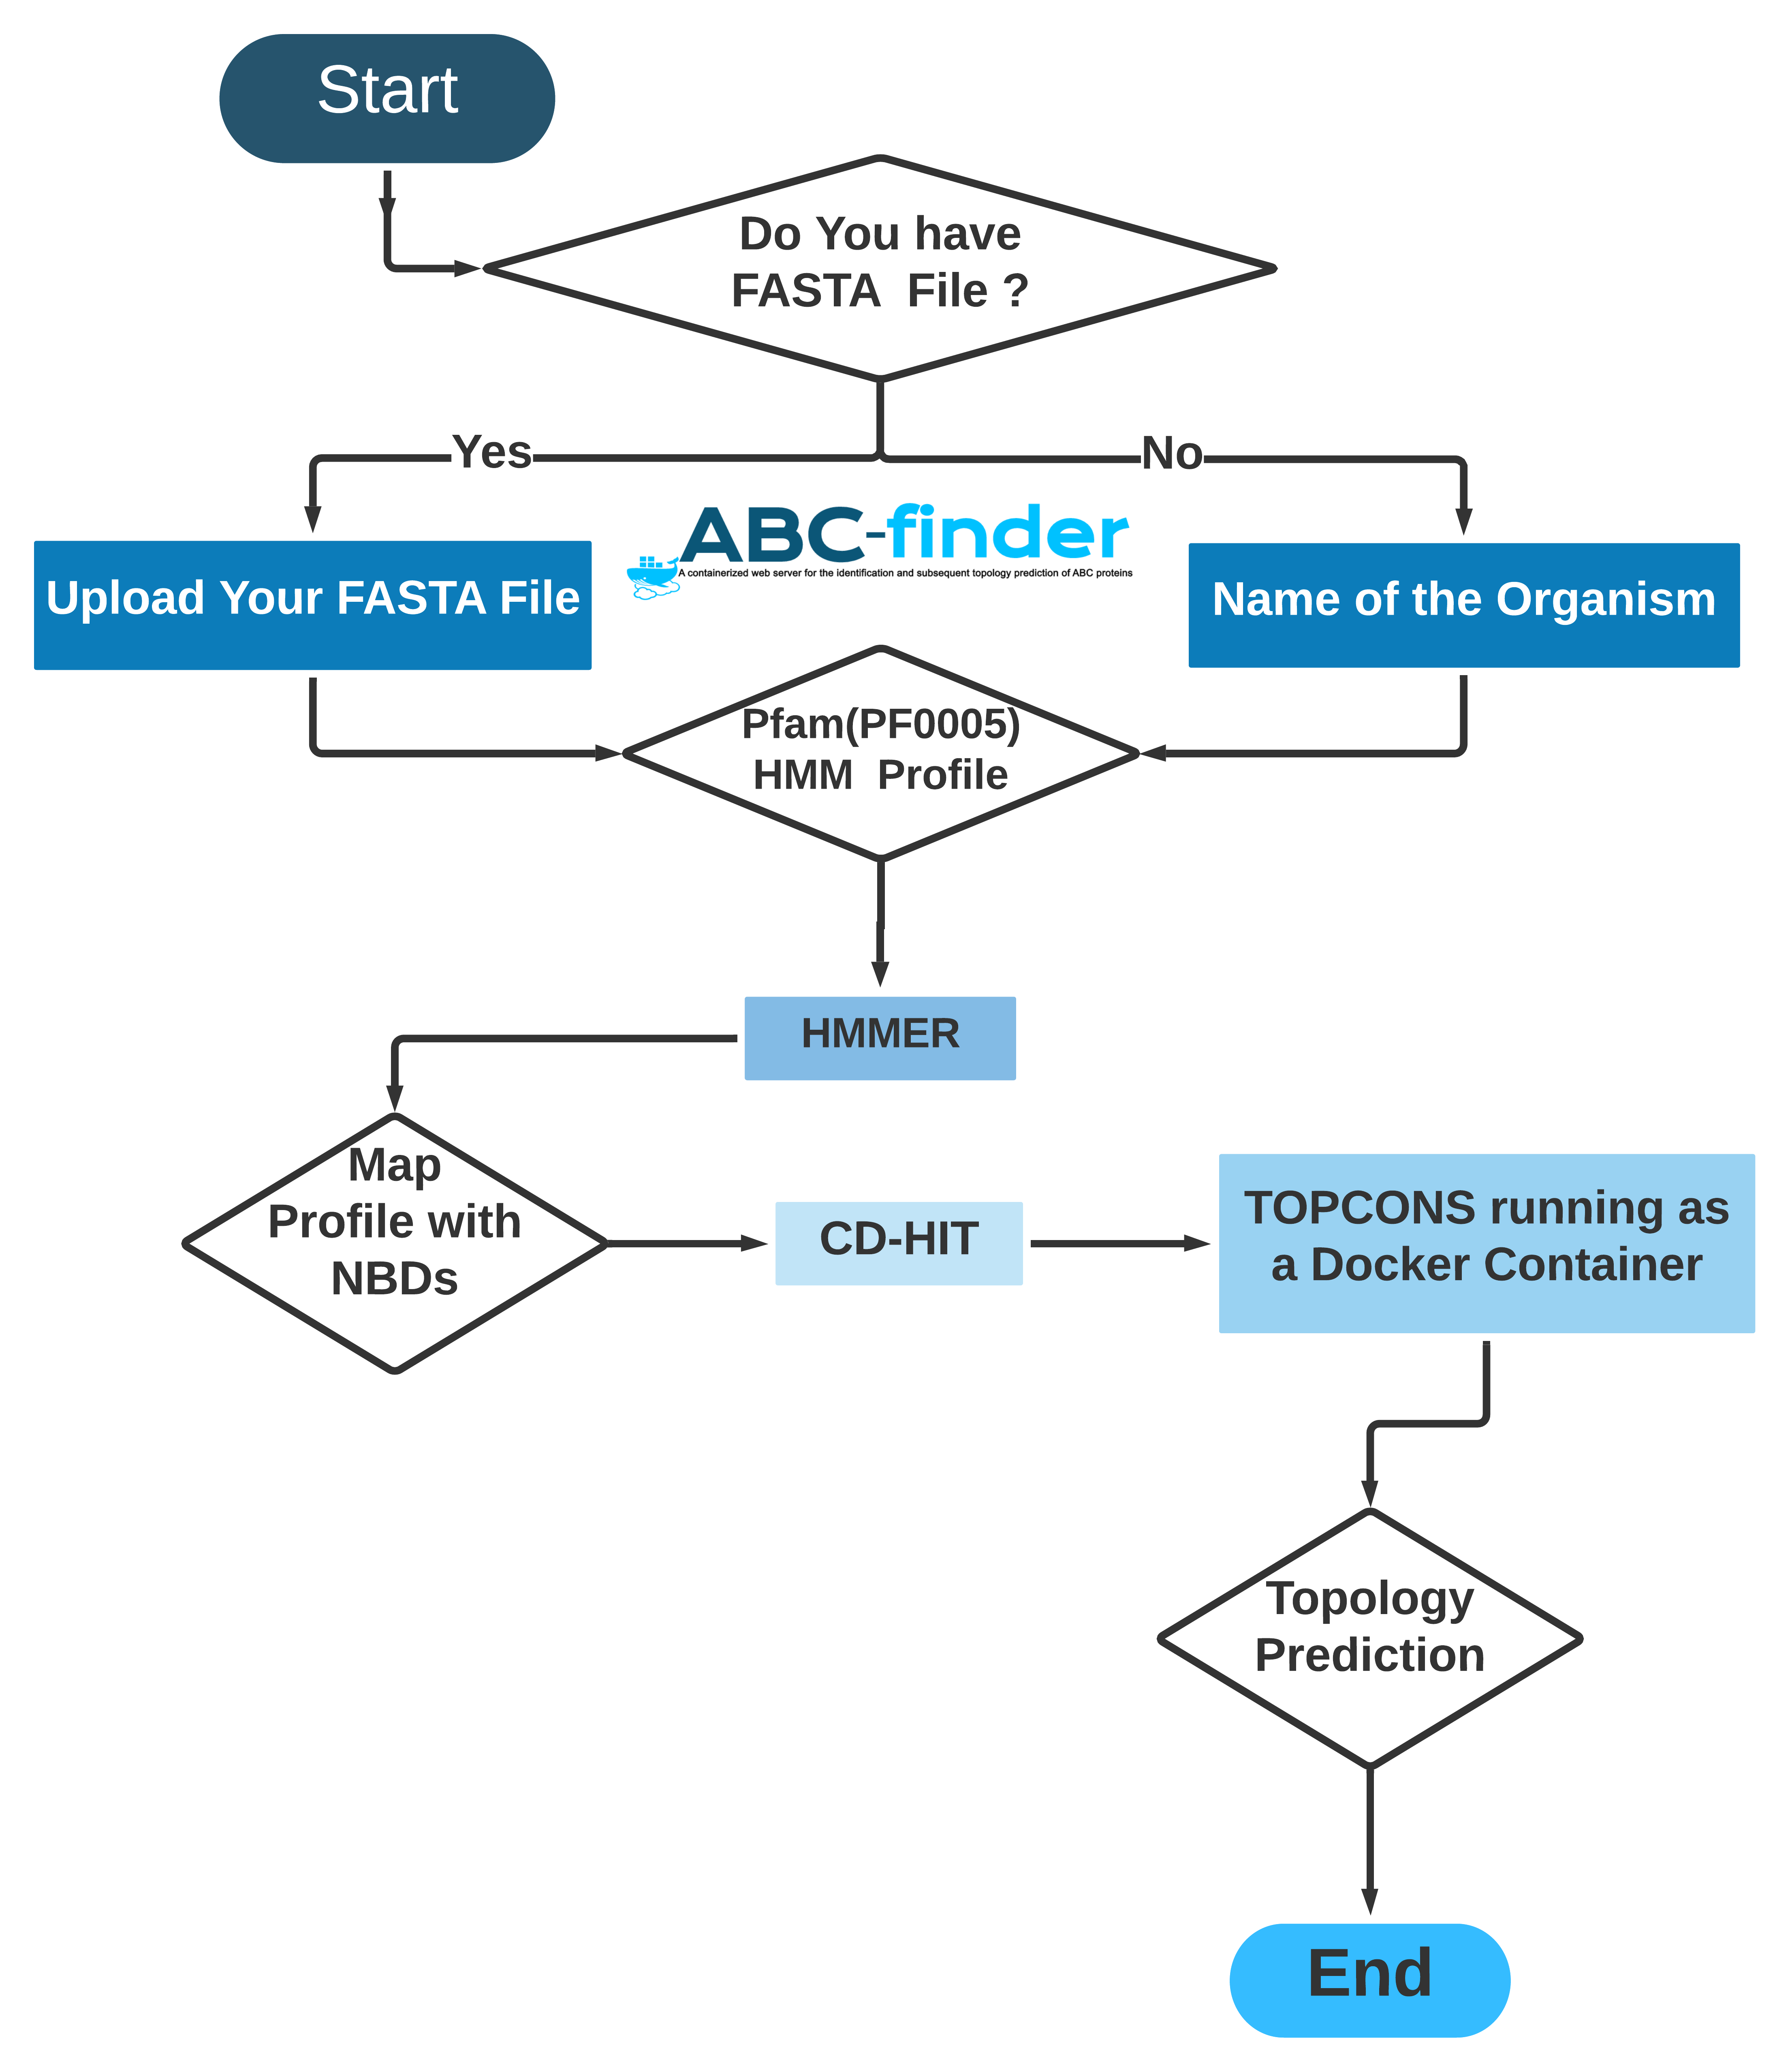 Start
Do You have
FASTA File ?
Yes
No
ABC-finder
A containerized web server for the identification and subsequent topology prediction of ABC proteins
Upload Your FASTA File
Name of the Organism
Pfam(PF0005)
HMM Profile
HMMER
Map
Profile with
NBDs
CD-HIT
TOPCONS running as
a Docker Container
Topology
Prediction
End